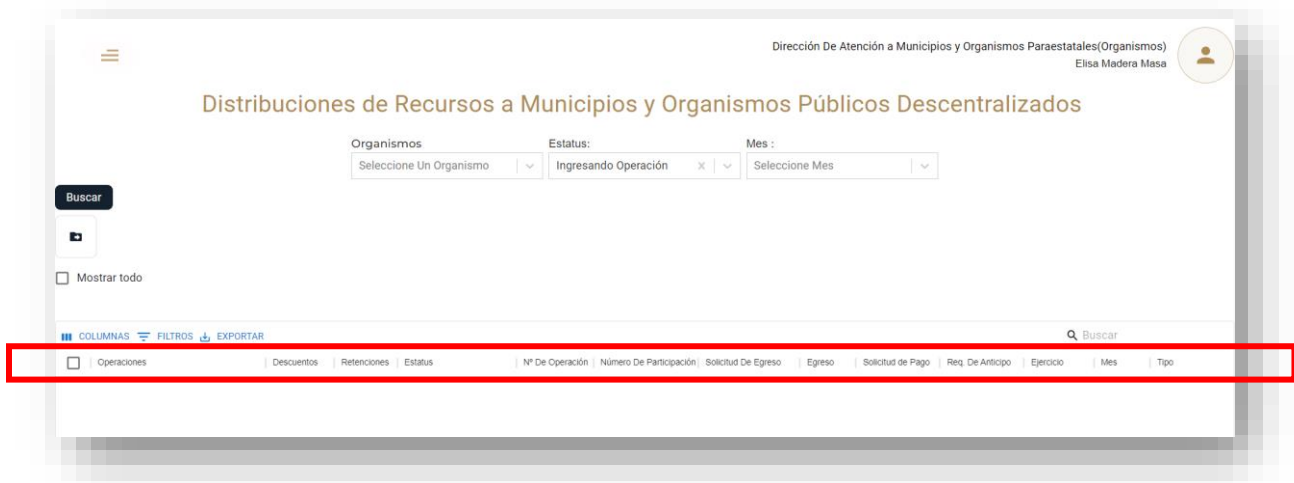 Dirección De Atención a Municipios y Organismos Paraestatales(Organismos)
Elisa Madera Masa
Distribuciones de Recursos a Municipios y Organismos Públicos Descentralizados
Organismos Estatus: Mes :
Seleccione Un Organismo Ingresando Operación X Seleccione Mes
Buscar
Mostrar todo
COLUMNAS FILTROS EXPORTAR Buscar
Operaciones Descuentos Retenciones Estatus Nº De Operación Número De Participación Solicitud De Egreso Egreso Solicitud de Pago Req. De Anticipo Ejercicio Mes Tipo